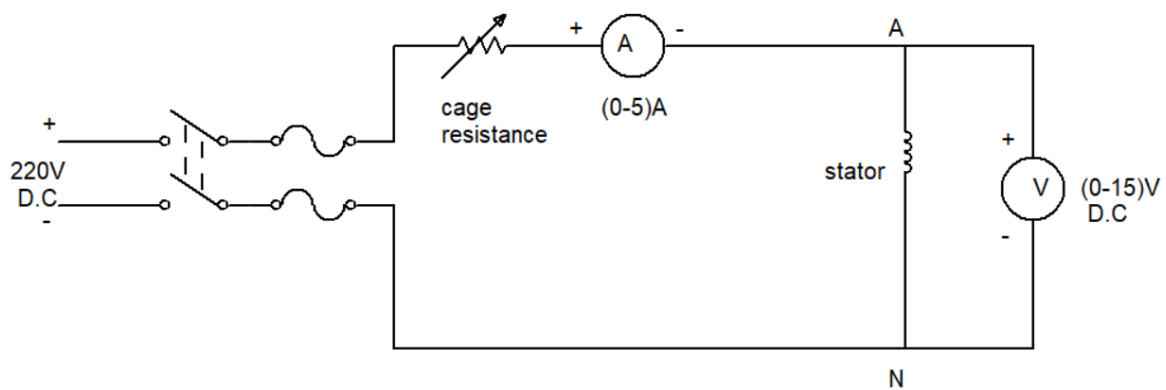 +
220V
D.C
-
cage
resistance
+
A
-
(0-5)A
A
stator
N
+
V
-
(0-15)V
D.C